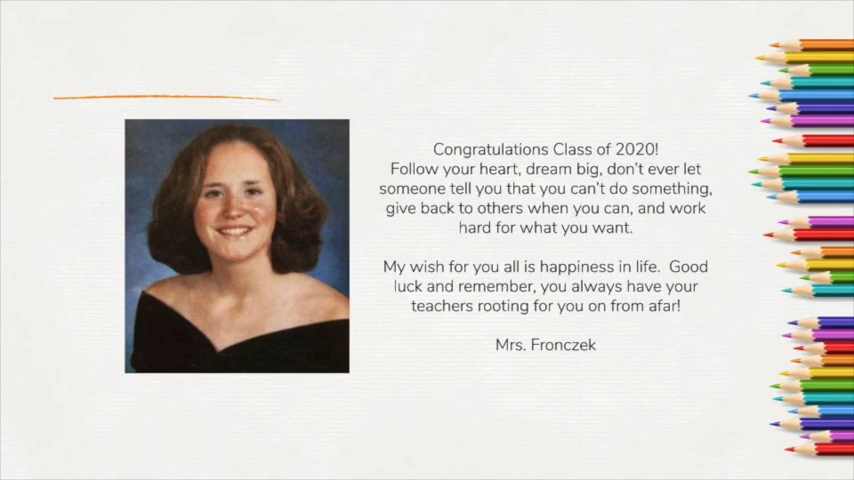 Congratulations Class of 2020!
Follow your heart, dream big, don't ever let
someone tell you that you can't do something,
give back to others when you can, and work
hard for what you want.
My wish for you all is happiness in life.  Good
luck and remember, you always have your
teachers rooting for you on from afar!
Mrs. Fronczek